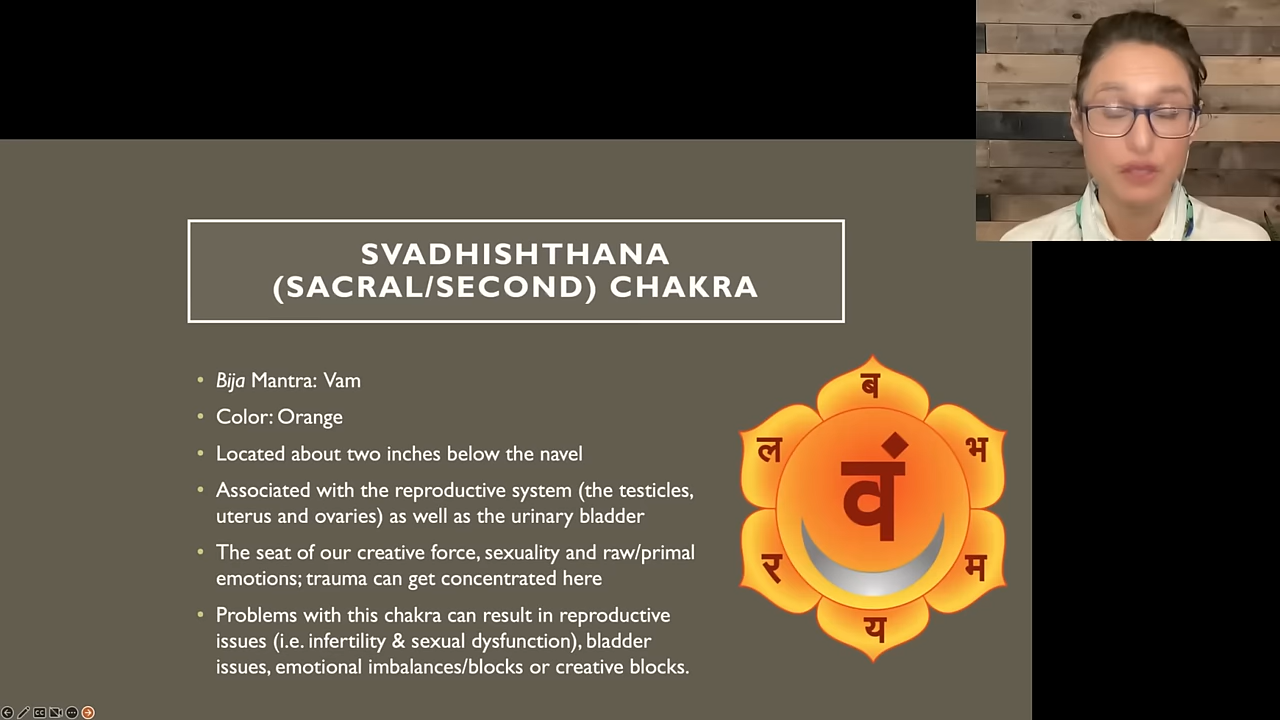 SVADHISHTHANA
(SACRAL/SECOND) CHAKRA
• Bija Mantra: Vam
• Color: Orange
• Located about two inches below the navel
• Associated with the reproductive system (the testicles,
uterus and ovaries) as well as the urinary bladder
• The seat of our creative force, sexuality and raw/primal
emotions; trauma can get concentrated here
• Problems with this chakra can result in reproductive
issues (i.e. infertility & sexual dysfunction), bladder
issues, emotional imbalances/blocks or creative blocks.
ब
ल
भ
वं
र
म
य
CC